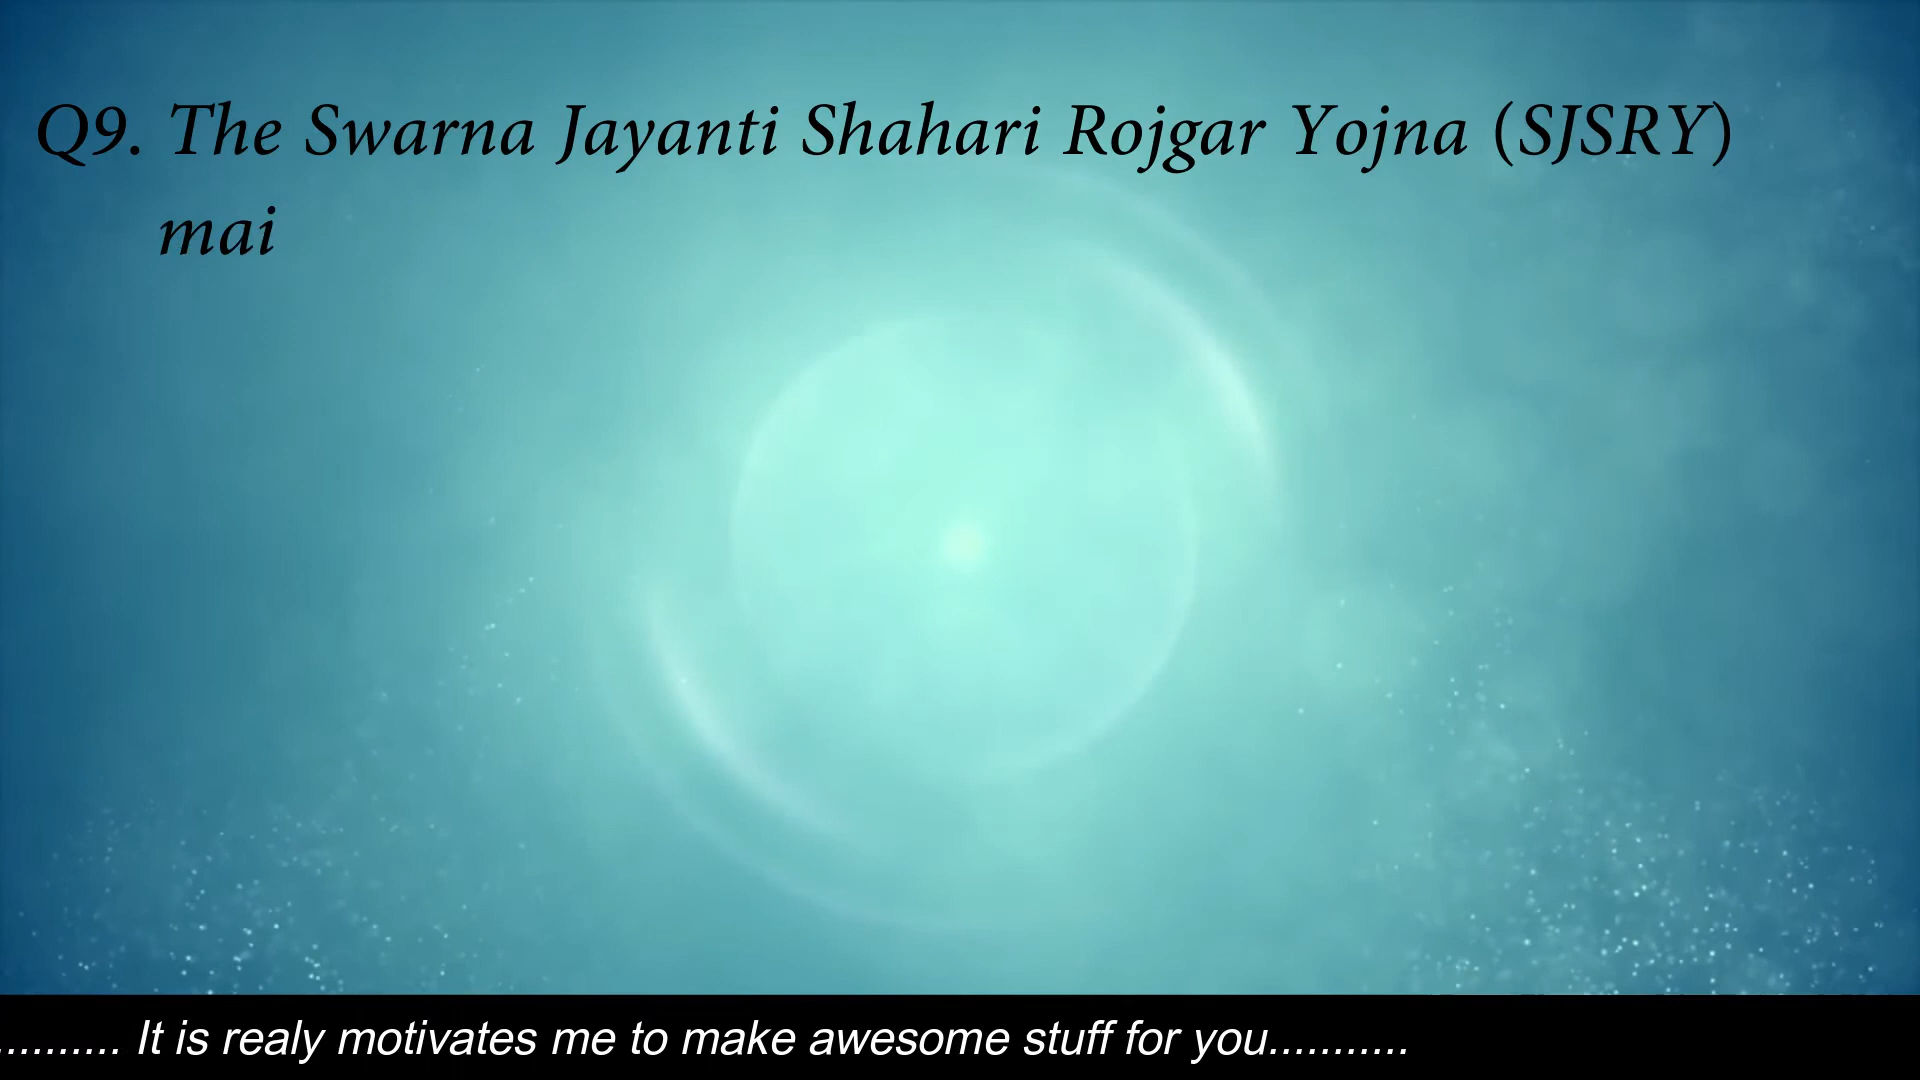 Q9. The Swarna Jayanti Shahari Rojgar Yojna (SJSRY)
mai
.......... It is realy motivates me to make awesome stuff for you...........